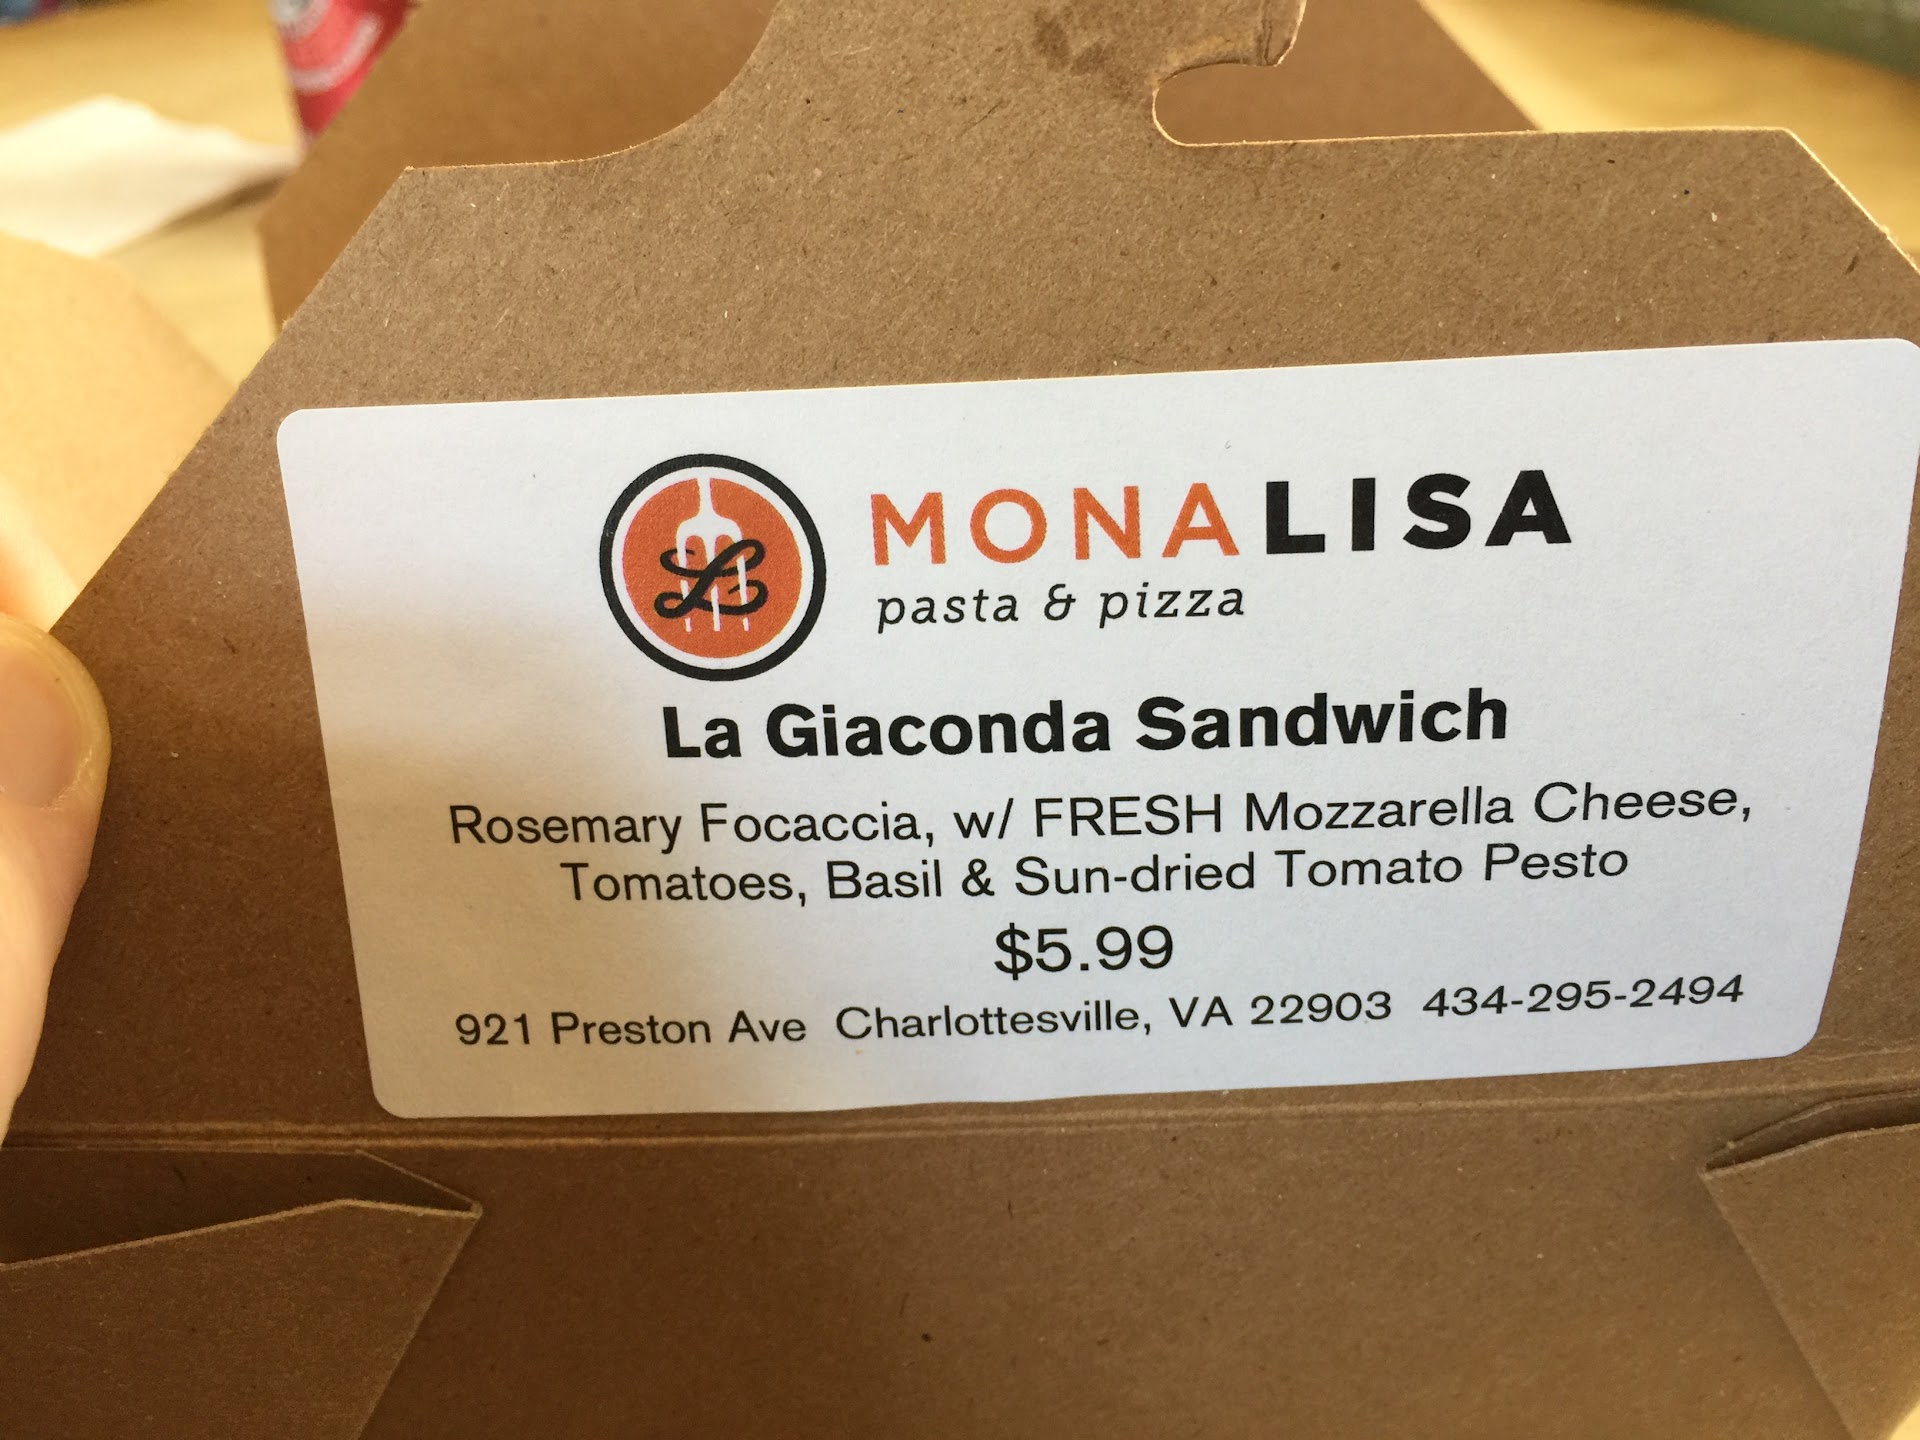 MONALISA
pasta & pizza
La Giaconda Sandwich
Rosemary Focaccia, w/ FRESH Mozzarella Cheese,
Tomatoes, Basil & Sun-dried Tomato Pesto
$5.99
921 Preston Ave Charlottesville, VA 22903 434-295-2494